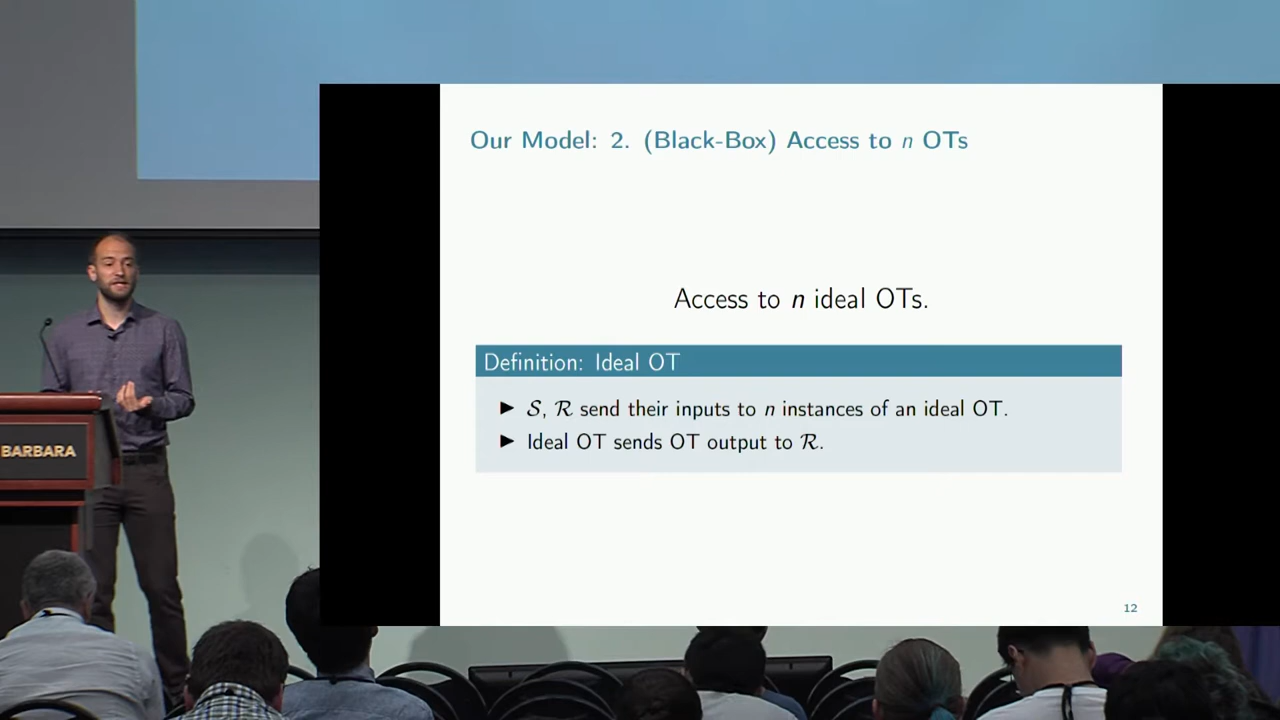 Our Model: 2. (Black-Box) Access to n OTs
Access to n ideal OTs.
Definition: Ideal OT
▶ 𝒮, ℛ send their inputs to n instances of an ideal OT.
▶ Ideal OT sends OT output to ℛ.
12
BARBARA